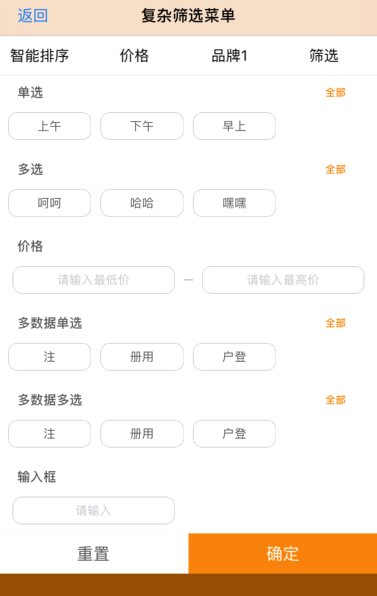 返回 复杂筛选菜单
智能排序 价格 品牌1 筛选
单选 全部
上午 下午 早上
多选 全部
呵呵 哈哈 嘿嘿
价格
请输入最低价 — 请输入最高价
多数据单选 全部
注 册用 户登
多数据多选 全部
注 册用 户登
输入框
请输入
重置 确定